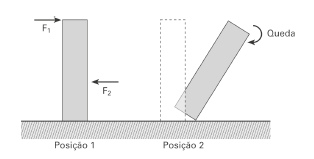 F₁
Queda
F₂
Posição 1
Posição 2